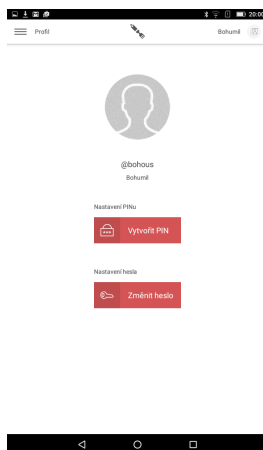 20:00
Profil
Bohumil
@bohous
Bohumil
Nastavení PINu
Vytvořit PIN
Nastavení hesla
Změnit heslo